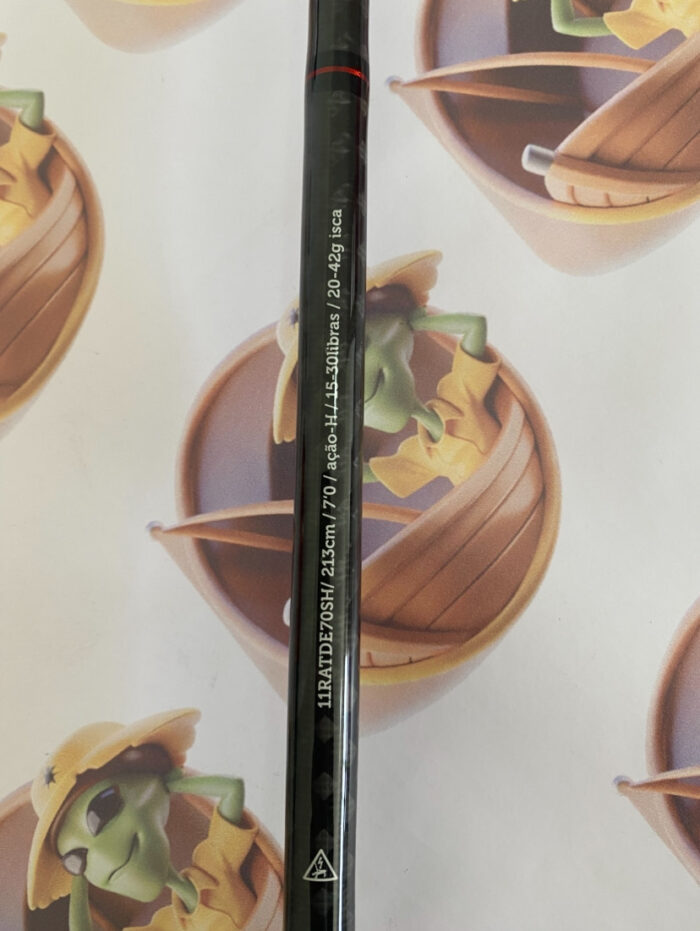 11RATDE70SH/ 213cm / 7'0 / ação-H / 15-30libras / 20-42g isca